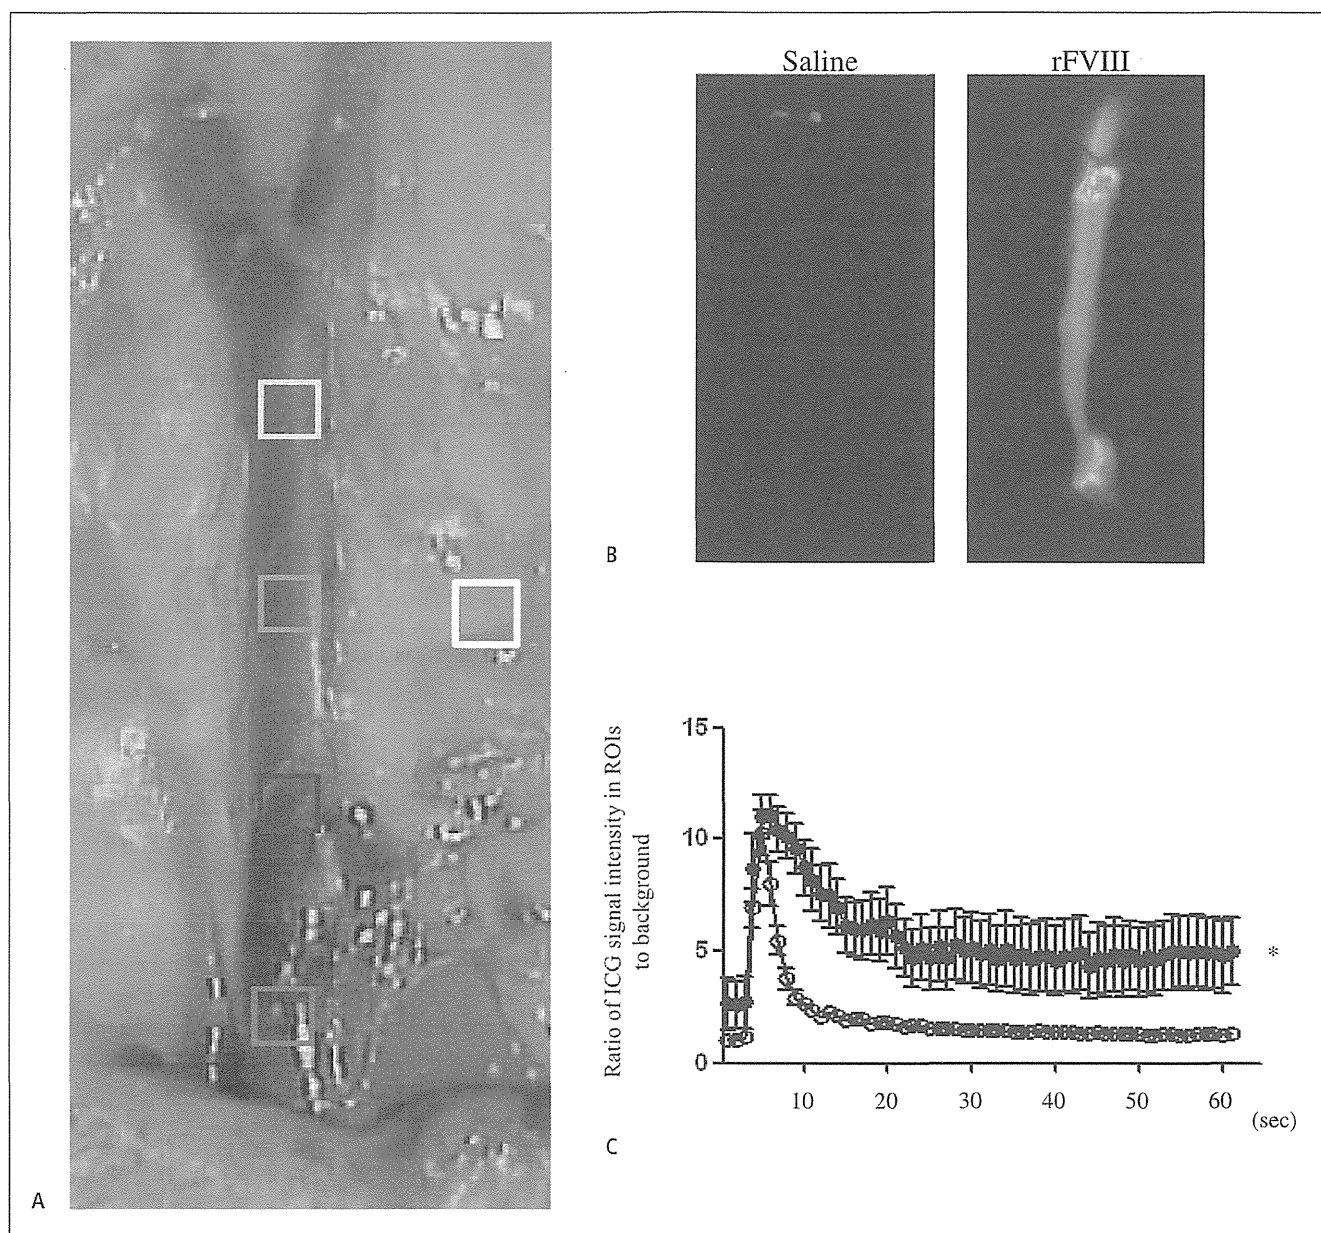 Saline
rFVIII
A
B
Ratio of ICG signal intensity in ROIs
to background
15
10
5
0
10 20 30 40 50 60
(sec)
*
C